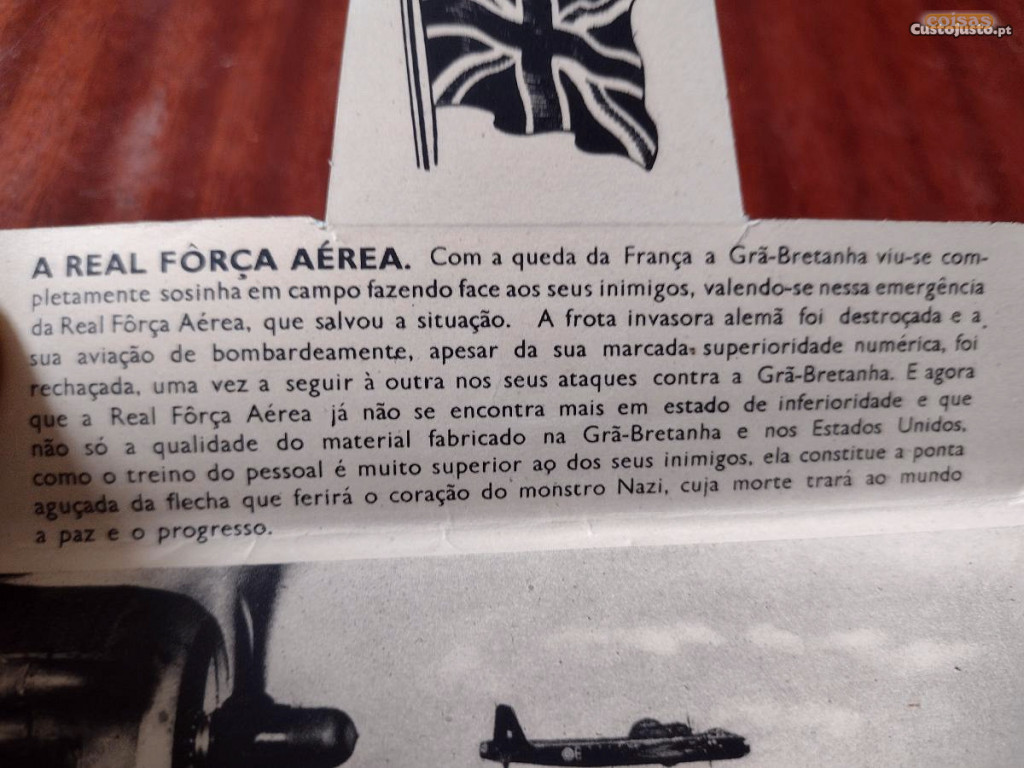 coisas
CustoJusto.pt
A REAL FÔRÇA AÉREA. Com a queda da França a Grã-Bretanha viu-se com-
pletamente sosinha em campo fazendo face aos seus inimigos, valendo-se nessa emergência
da Real Fôrça Aérea, que salvou a situação. A frota invasora alemã foi destroçada e a
sua aviação de bombardeamente, apesar da sua marcada superioridade numérica, foi
rechaçada, uma vez a seguir à outra nos seus ataques contra a Grã-Bretanha. E agora
que a Real Fôrça Aérea já não se encontra mais em estado de inferioridade e que
não só a qualidade do material fabricado na Grã-Bretanha e nos Estados Unidos,
como o treino do pessoal é muito superior ao dos seus inimigos, ela constitue a ponta
aguçada da flecha que ferirá o coração do monstro Nazi, cuja morte trará ao mundo
a paz e o progresso.